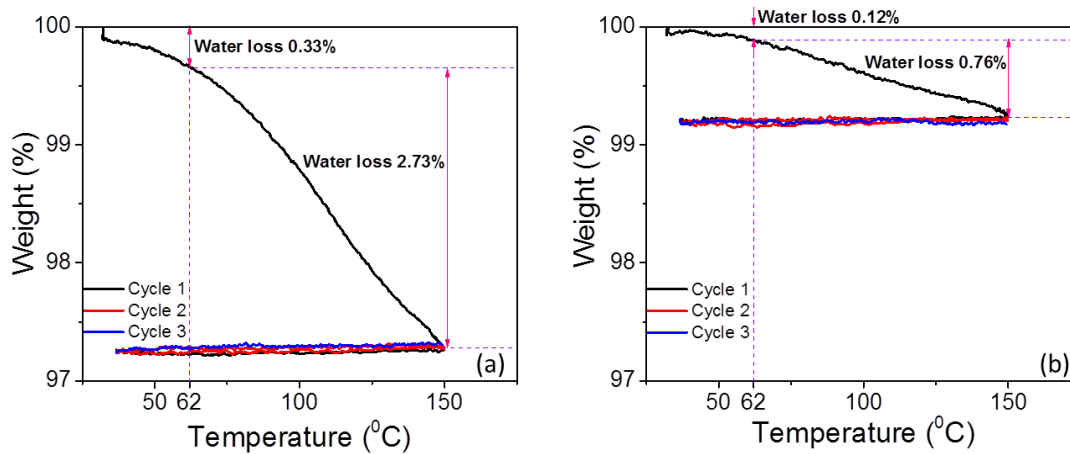 100
99
98
97
Weight (%)
Water loss 0.33%
Water loss 2.73%
Cycle 1
Cycle 2
Cycle 3
(a)
50 62 100 150
Temperature (⁰C)
100
99
98
97
Weight (%)
Water loss 0.12%
Water loss 0.76%
Cycle 1
Cycle 2
Cycle 3
(b)
50 62 100 150
Temperature (⁰C)